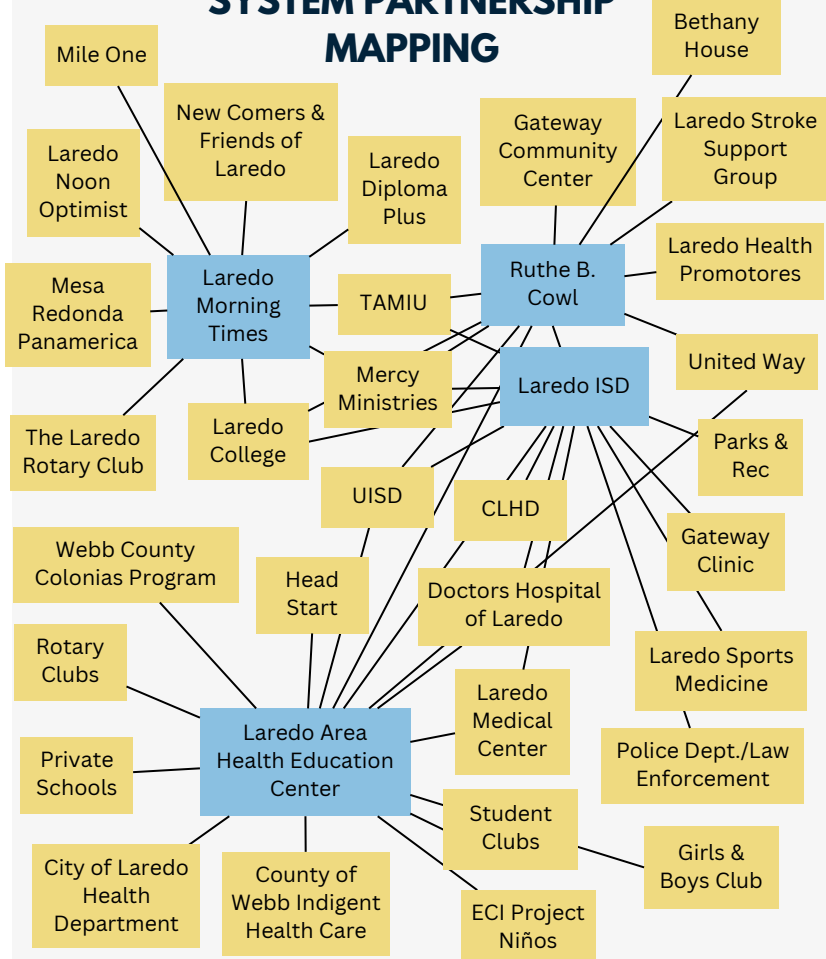 SYSTEM PARTNERSHIP
MAPPING
Mile One
Bethany
House
New Comers &
Friends of
Laredo
Gateway
Community
Center
Laredo Stroke
Support
Group
Laredo
Noon
Optimist
Laredo
Diploma
Plus
Laredo Health
Promotores
Laredo
Morning
Times
Ruthe B.
Cowl
Mesa
Redonda
Panamerica
TAMIU
United Way
Mercy
Ministries
Laredo ISD
The Laredo
Rotary Club
Laredo
College
Parks &
Rec
UISD
CLHD
Gateway
Clinic
Webb County
Colonias Program
Head
Start
Doctors Hospital
of Laredo
Rotary
Clubs
Laredo Sports
Medicine
Laredo
Medical
Center
Laredo Area
Health Education
Center
Private
Schools
Police Dept./Law
Enforcement
Student
Clubs
Girls &
Boys Club
City of Laredo
Health
Department
County of
Webb Indigent
Health Care
ECI Project
Niños